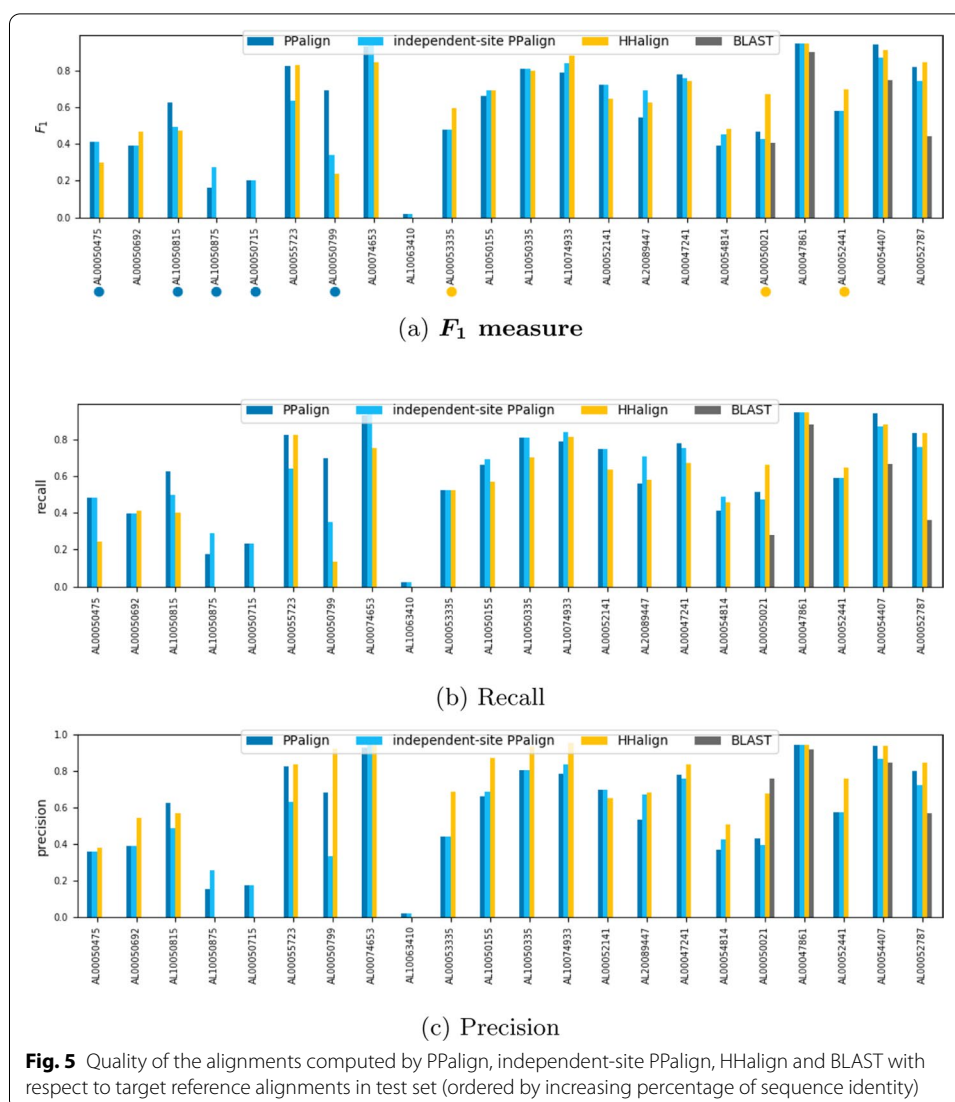 PPalign independent-site PPalign HHalign BLAST
F1
0.8
0.6
0.4
0.2
0.0
AL00050475 AL00050692 AL10050815 AL10050875 AL00050715 AL00055723 AL00050799 AL00074653 AL10063410 AL00053335 AL10050155 AL10050335 AL10074933 AL00052141 AL20089447 AL00047241 AL00054814 AL00050021 AL00047861 AL00052441 AL00054407 AL00052787
(a) F1 measure
PPalign independent-site PPalign HHalign BLAST
recall
0.8
0.6
0.4
0.2
0.0
AL00050475 AL00050692 AL10050815 AL10050875 AL00050715 AL00055723 AL00050799 AL00074653 AL10063410 AL00053335 AL10050155 AL10050335 AL10074933 AL00052141 AL20089447 AL00047241 AL00054814 AL00050021 AL00047861 AL00052441 AL00054407 AL00052787
(b) Recall
PPalign independent-site PPalign HHalign BLAST
precision
1.0
0.8
0.6
0.4
0.2
0.0
AL00050475 AL00050692 AL10050815 AL10050875 AL00050715 AL00055723 AL00050799 AL00074653 AL10063410 AL00053335 AL10050155 AL10050335 AL10074933 AL00052141 AL20089447 AL00047241 AL00054814 AL00050021 AL00047861 AL00052441 AL00054407 AL00052787
(c) Precision
Fig. 5 Quality of the alignments computed by PPalign, independent-site PPalign, HHalign and BLAST with
respect to target reference alignments in test set (ordered by increasing percentage of sequence identity)